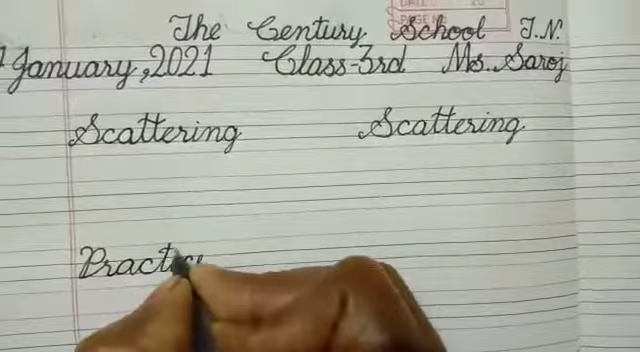 The Century School T.N.
January, 2021 Class-3rd Ms. Saroj
Scattering Scattering